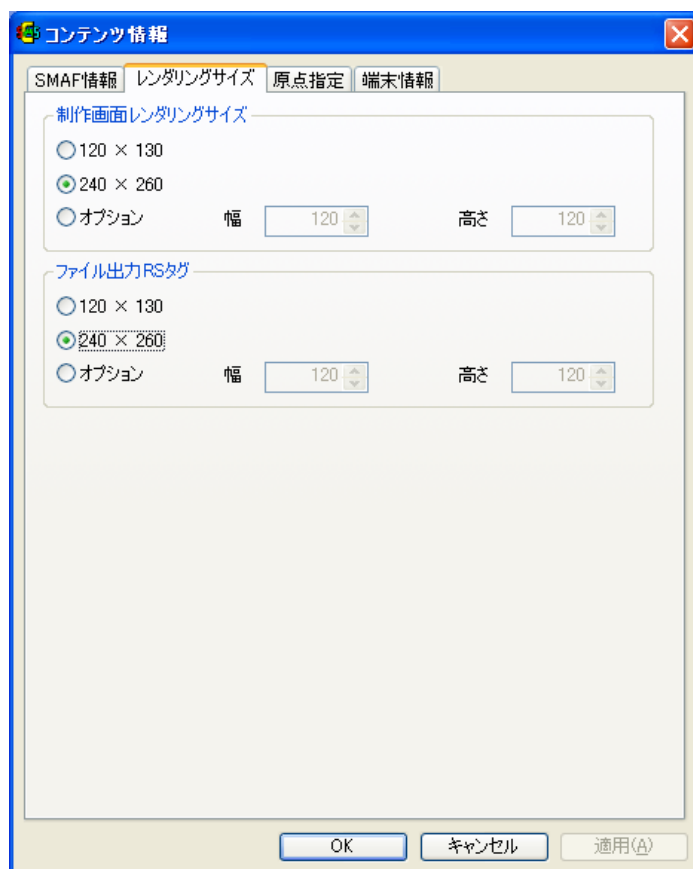 コンテンツ情報
SMAF情報 レンダリングサイズ 原点指定 端末情報
制作画面レンダリングサイズ
120 × 130
240 × 260
オプション 幅 120 高さ 120
ファイル出力RSタグ
120 × 130
240 × 260
オプション 幅 120 高さ 120
OK キャンセル 適用(A)